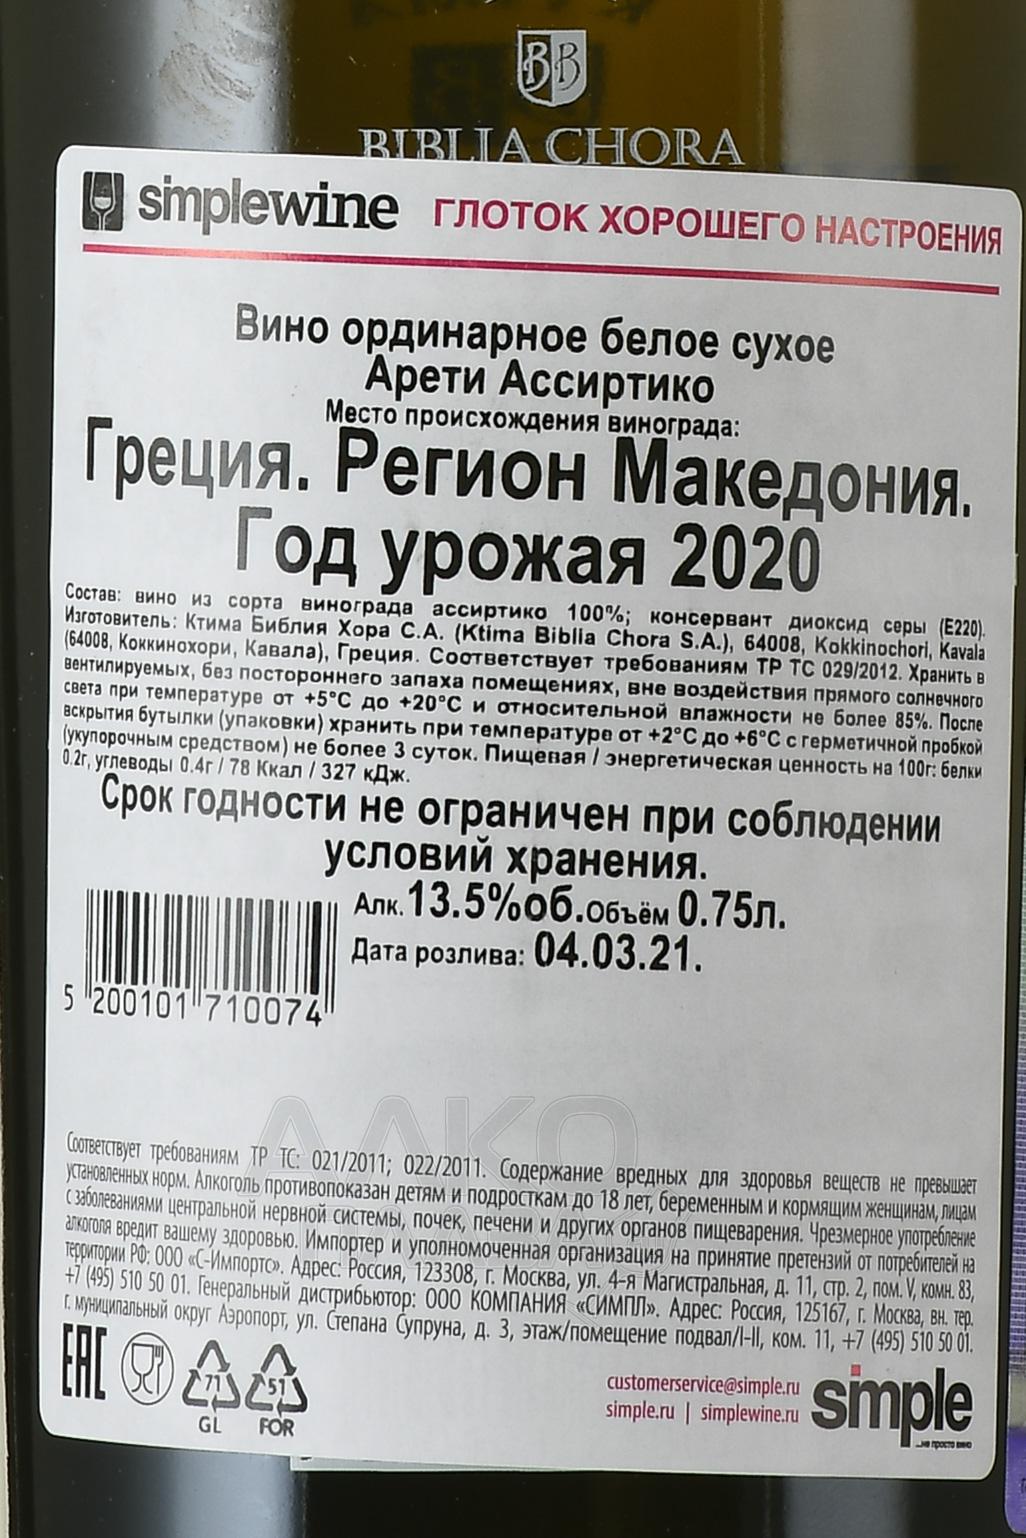 BB
BIBLIA CHORA
simplewine ГЛОТОК ХОРОШЕГО НАСТРОЕНИЯ
Вино ординарное белое сухое
Арети Ассиртико
Место происхождения винограда:
Греция. Регион Македония.
Год урожая 2020
Состав: вино из сорта винограда ассиртико 100%; консервант диоксид серы (Е220).
Изготовитель: Ктима Библия Хора С.А. (Ktima Biblia Chora S.A.), 64008, Kokkinochori, Kavala
(64008, Коккинохори, Кавала), Греция. Соответствует требованиям ТР ТС 029/2012. Хранить в
вентилируемых, без постороннего запаха помещениях, вне воздействия прямого солнечного
света при температуре от +5°С до +20°С и относительной влажности не более 85%. После
вскрытия бутылки (упаковки) хранить при температуре от +2°С до +6°С с герметичной пробкой
(укупорочным средством) не более 3 суток. Пищевая / энергетическая ценность на 100г: белки
0.2г, углеводы 0.4г / 78 Ккал / 327 кДж.
Срок годности не ограничен при соблюдении
условий хранения.
Алк. 13.5%об. Объём 0.75л.
Дата розлива: 04.03.21.
5 200101 710074
АЛКО
Соответствует требованиям ТР ТС: 021/2011; 022/2011. Содержание вредных для здоровья веществ не превышает
установленных норм. Алкоголь противопоказан детям и подросткам до 18 лет, беременным и кормящим женщинам, лицам
с заболеваниями центральной нервной системы, почек, печени и других органов пищеварения. Чрезмерное употребление
алкоголя вредит вашему здоровью. Импортер и уполномоченная организация на принятие претензий от потребителей на
территории РФ: ООО «С-Импортс». Адрес: Россия, 123308, г. Москва, ул. 4-я Магистральная, д. 11, стр. 2, пом. V, комн. 83,
+7 (495) 510 50 01. Генеральный дистрибьютор: ООО КОМПАНИЯ «СИМПЛ». Адрес: Россия, 125167, г. Москва, вн. тер.
г. муниципальный округ Аэропорт, ул. Степана Супруна, д. 3, этаж/помещение подвал/I-II, ком. 11, +7 (495) 510 50 01.
EAC
71
GL
51
FOR
customerservice@simple.ru
simple.ru | simplewine.ru
simple
...не просто вино